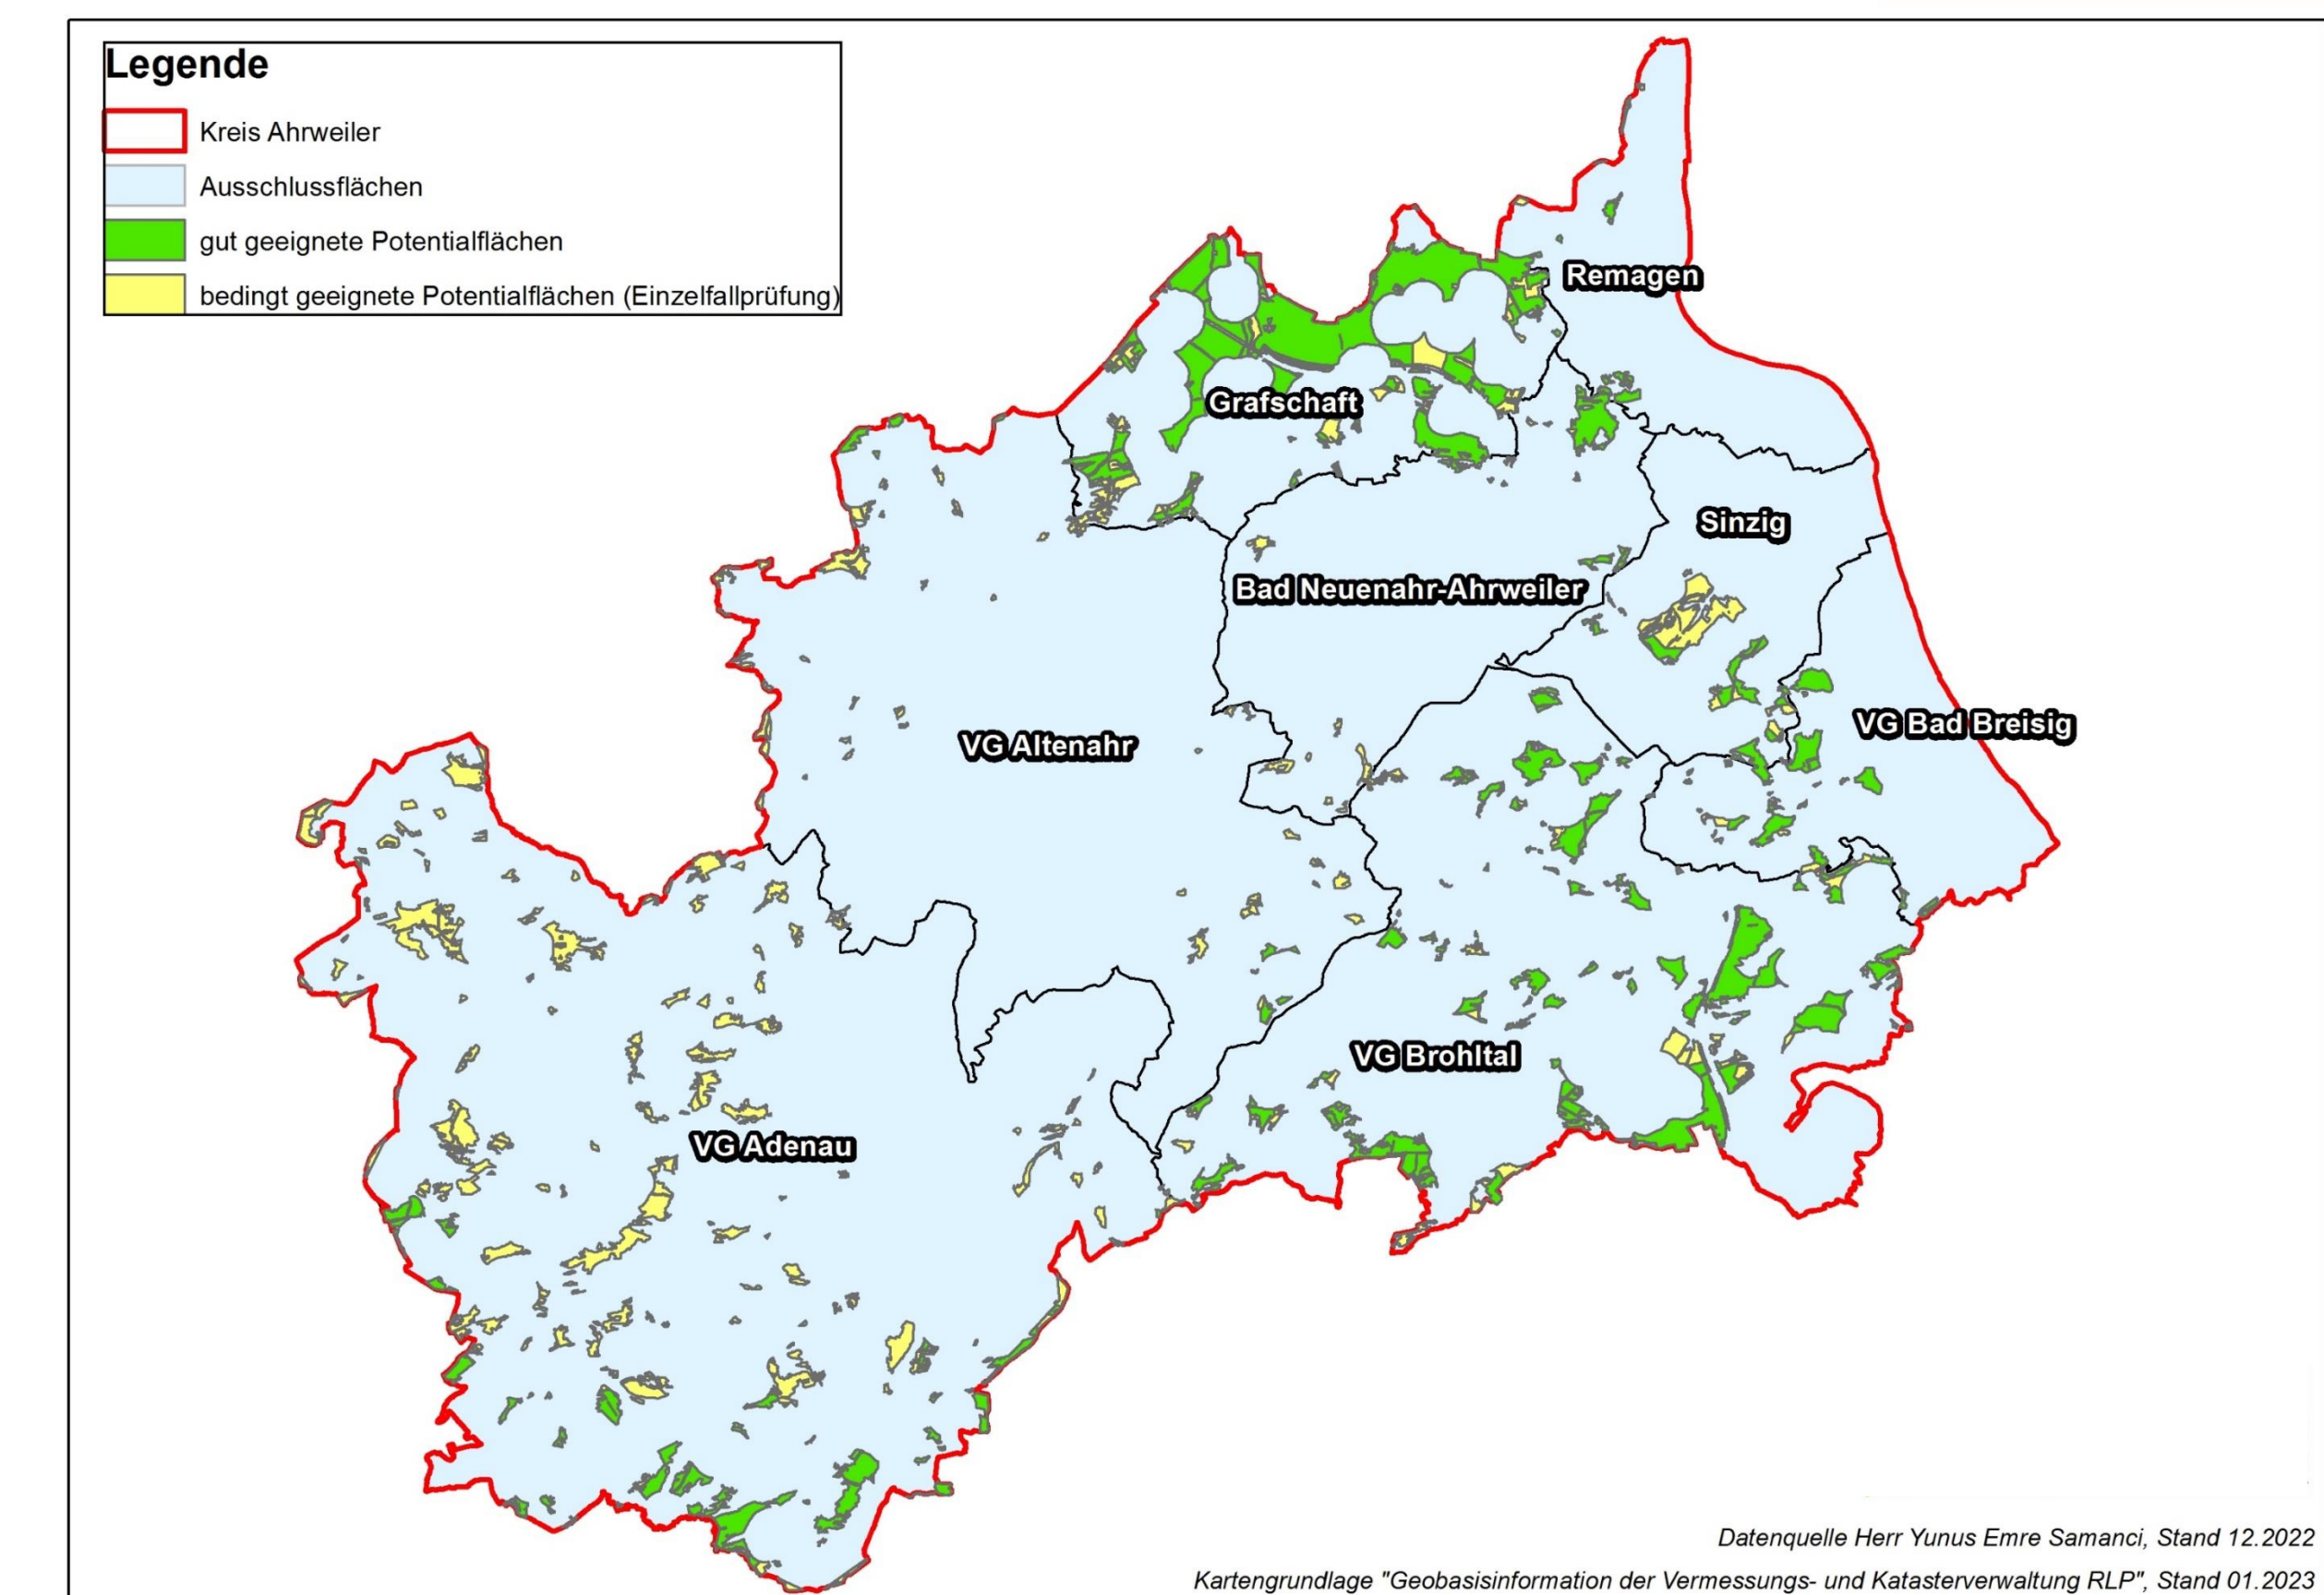 Legende
Kreis Ahrweiler
Ausschlussflächen
gut geeignete Potentialflächen
bedingt geeignete Potentialflächen (Einzelfallprüfung)
Remagen
Grafschaft
Sinzig
Bad Neuenahr-Ahrweiler
VG Bad Breisig
VG Altenahr
VG Brohltal
VG Adenau
Datenquelle Herr Yunus Emre Samanci, Stand 12.2022
Kartengrundlage "Geobasisinformation der Vermessungs- und Katasterverwaltung RLP", Stand 01.2023